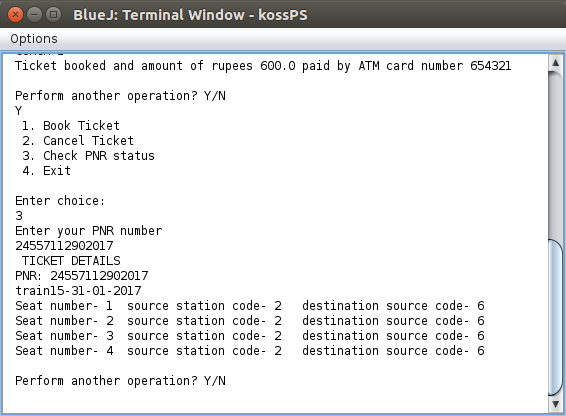 BlueJ: Terminal Window - kossPS
Options
Ticket booked and amount of rupees 600.0 paid by ATM card number 654321
Perform another operation? Y/N
Y
1. Book Ticket
2. Cancel Ticket
3. Check PNR status
4. Exit
Enter choice:
3
Enter your PNR number
24557112902017
TICKET DETAILS
PNR: 24557112902017
train15-31-01-2017
Seat number- 1 source station code- 2 destination source code- 6
Seat number- 2 source station code- 2 destination source code- 6
Seat number- 3 source station code- 2 destination source code- 6
Seat number- 4 source station code- 2 destination source code- 6
Perform another operation? Y/N